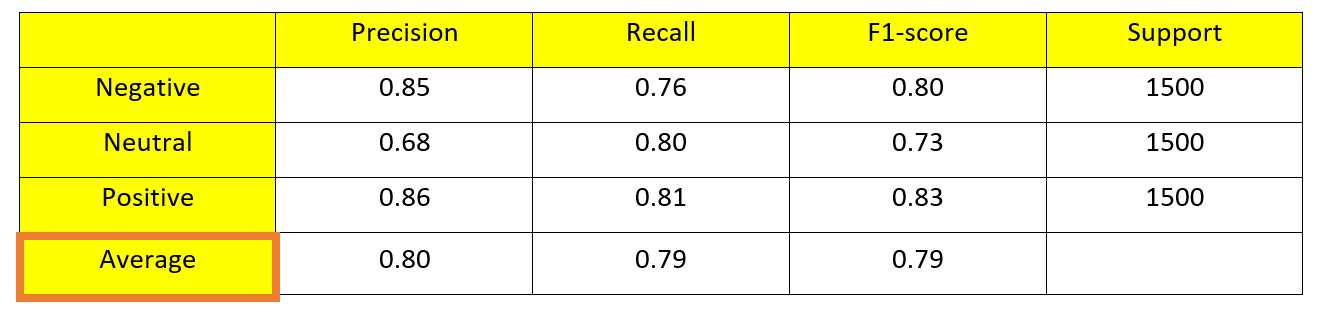 Precision Recall F1-score Support
Negative 0.85 0.76 0.80 1500
Neutral 0.68 0.80 0.73 1500
Positive 0.86 0.81 0.83 1500
Average 0.80 0.79 0.79